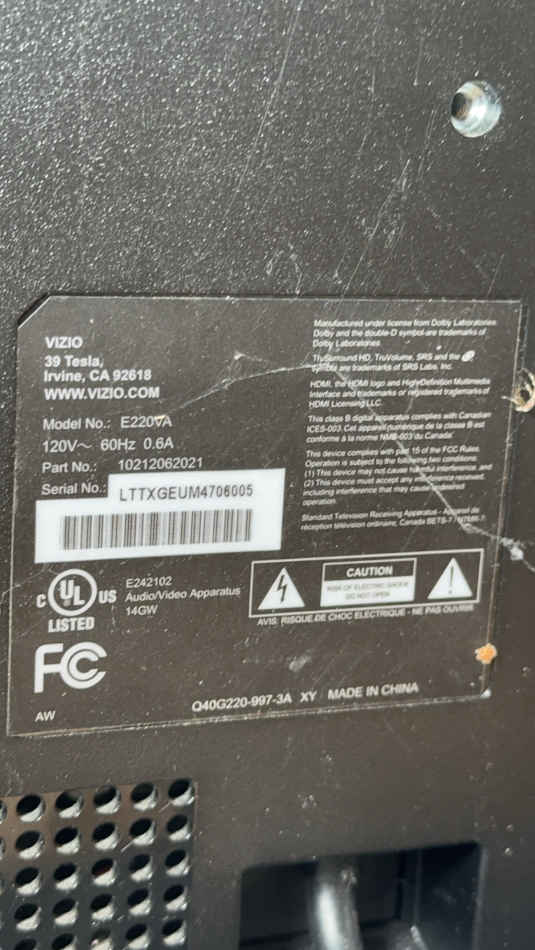 VIZIO
39 Tesla,
Irvine, CA 92618
WWW.VIZIO.COM
Model No.: E220VA
120V~ 60Hz 0.6A
Part No.: 10212062021
Serial No.: LTTXGEUM4706005
Manufactured under license from Dolby Laboratories
Dolby and the double-D symbol are trademarks of
Dolby Laboratories
TruSurround HD, TruVolume, SRS and the
symbol are trademarks of SRS Labs, Inc.
HDMI, the HDMI logo and High-Definition Multimedia
Interface and trademarks or registered trademarks of
HDMI Licensing LLC.
This class B digital apparatus complies with Canadian
ICES-003. Cet appareil numérique de la classe B est
conforme à la norme NMB-003 du Canada.
This device complies with part 15 of the FCC Rules.
Operation is subject to the following two conditions:
(1) This device may not cause harmful interference, and
(2) This device must accept any interference received,
including interference that may cause undesired
operation.
Standard Television Receiving Apparatus - Appareil de
réception télévision ordinaire, Canada BETS-7 /
C UL US
LISTED
E242102
Audio/Video Apparatus
14GW
CAUTION
RISK OF ELECTRIC SHOCK
DO NOT OPEN
AVIS: RISQUE DE CHOC ELECTRIQUE - NE PAS OUVRIR
FC
AW
Q40G220-997-3A XY MADE IN CHINA